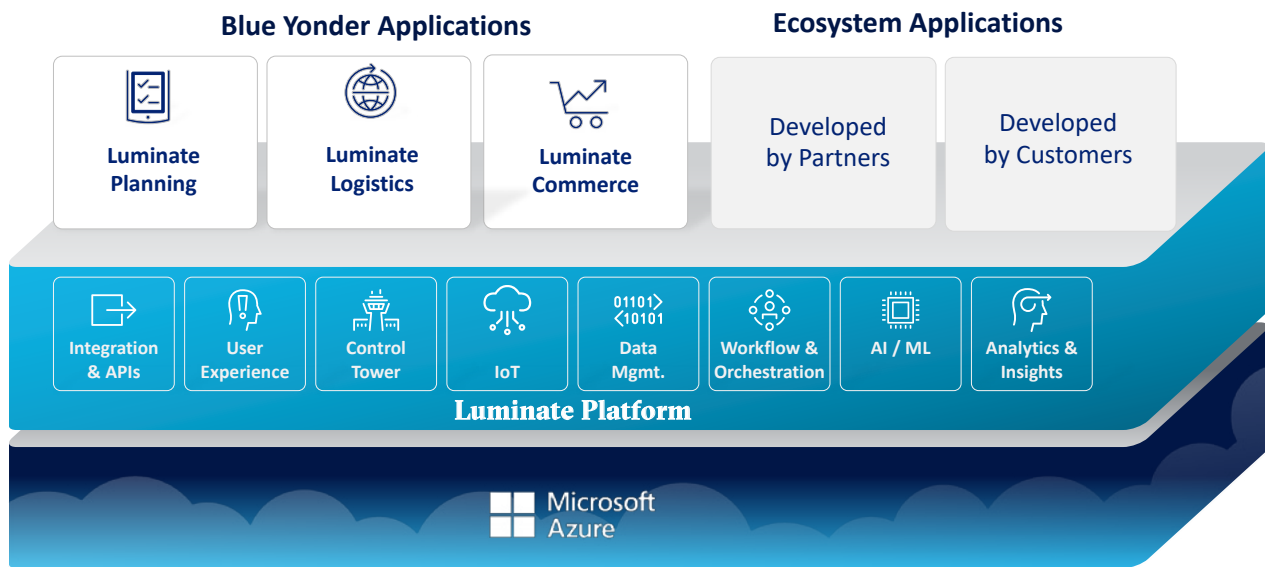 Blue Yonder Applications
Ecosystem Applications
Luminate
Planning
Luminate
Logistics
Luminate
Commerce
Developed
by Partners
Developed
by Customers
Integration
& APIs
User
Experience
Control
Tower
IoT
01101>
<10101
Data
Mgmt.
Workflow &
Orchestration
AI / ML
Analytics &
Insights
Luminate Platform
Microsoft
Azure